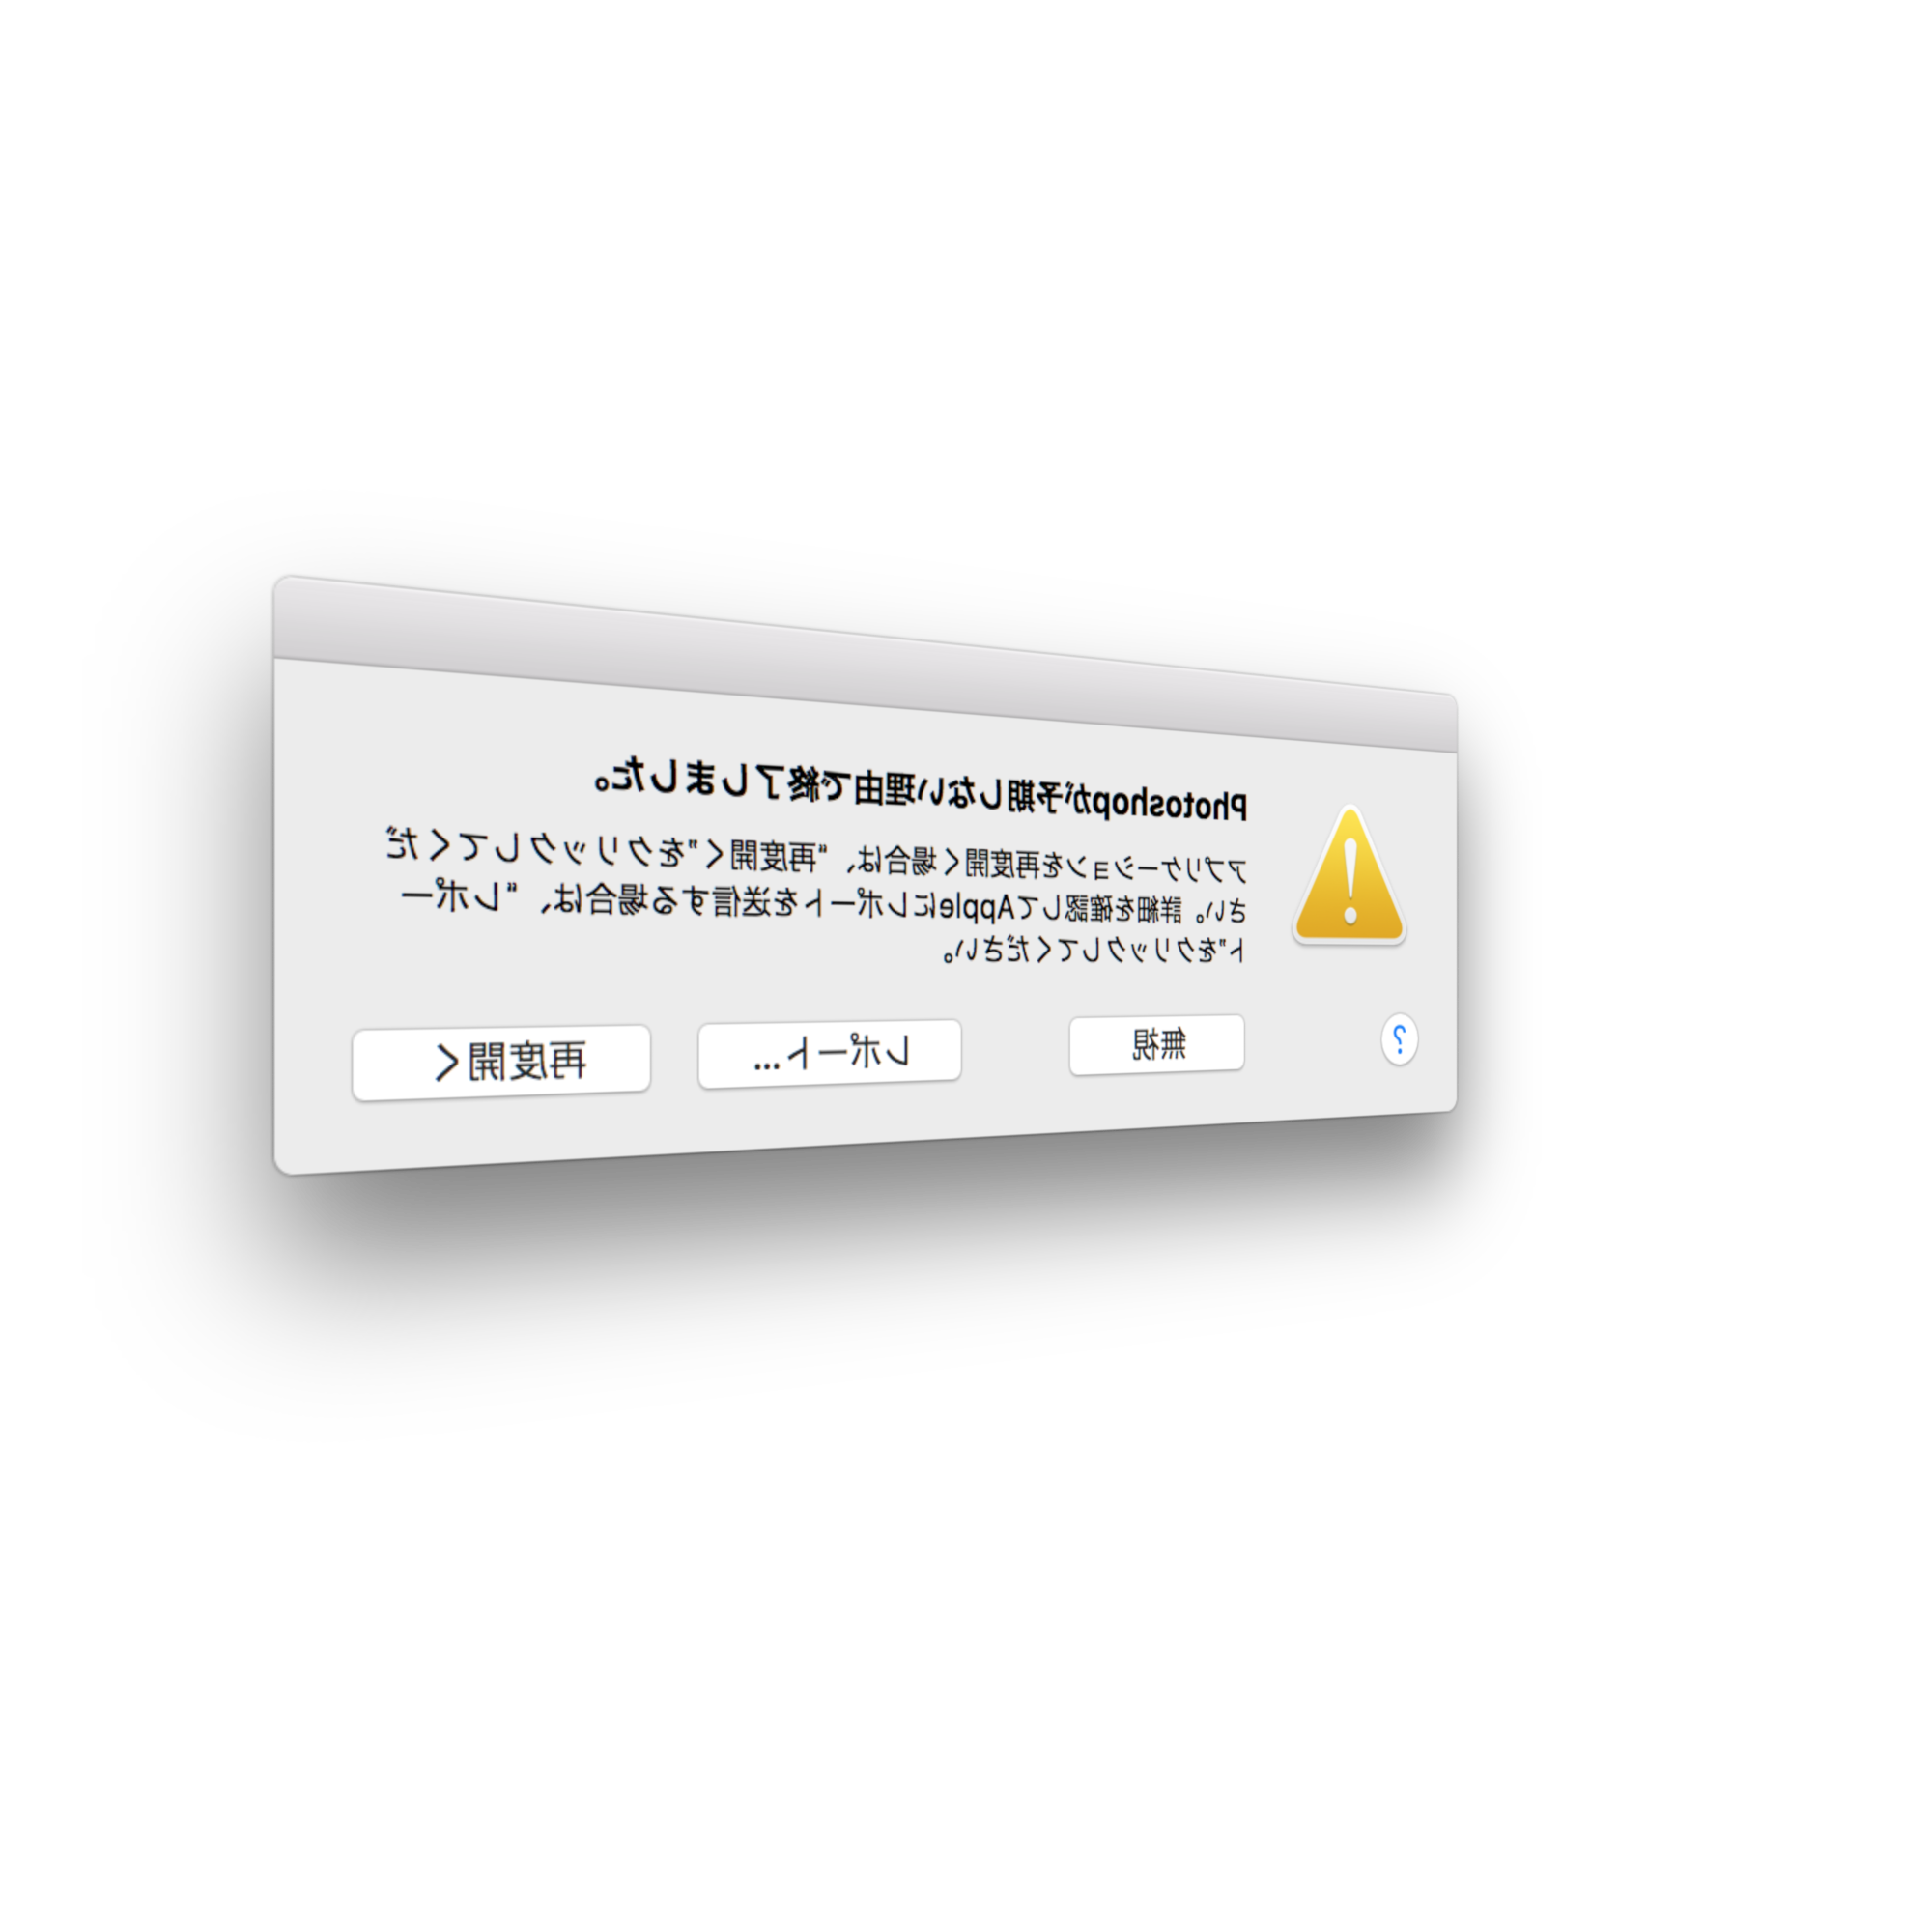 Photoshopが予期しない理由で終了しました。
アプリケーションを再度開く場合は、“再度開く”をクリックしてくだ
さい。詳細を確認してAppleにレポートを送信する場合は、“レポー
ト”をクリックしてください。
? 無視 レポート... 再度開く